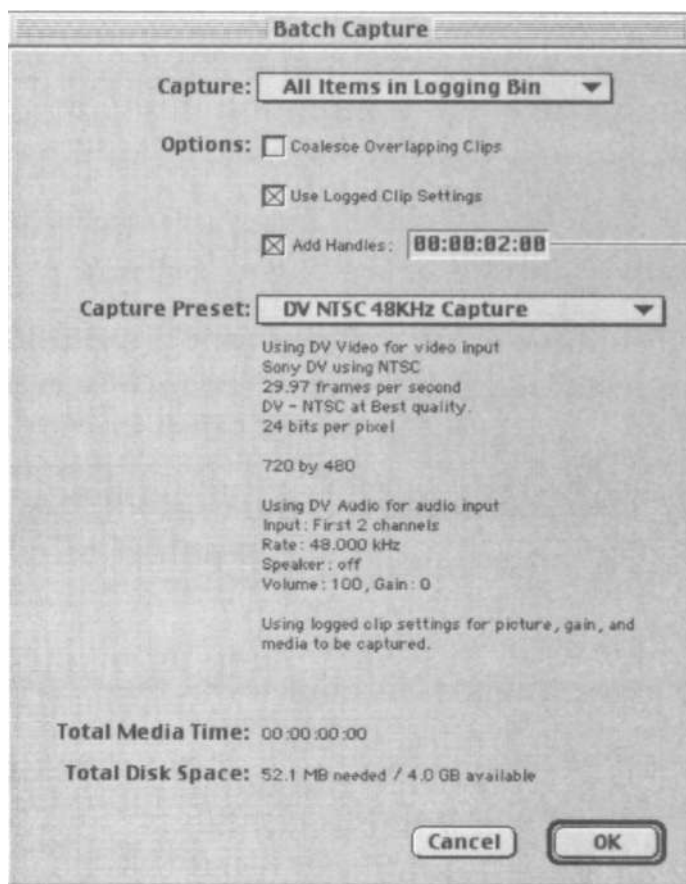 Batch Capture
Capture: All Items in Logging Bin
Options: Coalesce Overlapping Clips
Use Logged Clip Settings
Add Handles: 00:00:02:00
Capture Preset: DV NTSC 48KHz Capture
Using DV Video for video input
Sony DV using NTSC
29.97 frames per second
DV - NTSC at Best quality.
24 bits per pixel
720 by 480
Using DV Audio for audio input
Input: First 2 channels
Rate: 48.000 kHz
Speaker: off
Volume: 100, Gain: 0
Using logged clip settings for picture, gain, and
media to be captured.
Total Media Time: 00:00:00:00
Total Disk Space: 52.1 MB needed / 4.0 GB available
Cancel OK